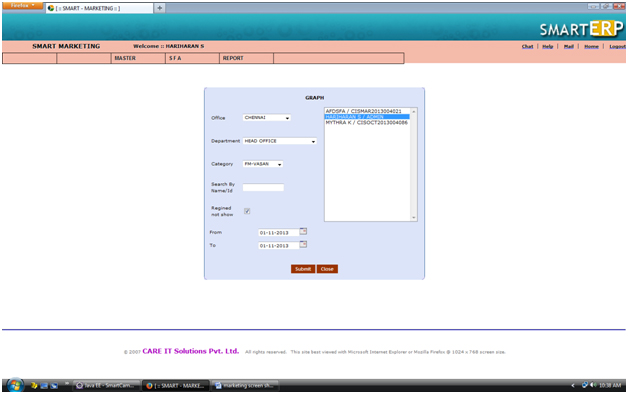 Firefox
[ :: SMART - MARKETING :: ]
SMARTERP
SMART MARKETING Welcome :: HARIHARAN S Chat | Help | Mail | Home | Logout
MASTER S F A REPORT
GRAPH
Office CHENNAI
Department HEAD OFFICE
Category FM-VASAN
Search By
Name/Id
Regined
not show
From 01-11-2013
To 01-11-2013
AFDSFA / CISMAR2013004021
HARIHARAN S / ADMIN
MYTHRA K / CISOCT2013004086
Submit Close
© 2007 CARE IT Solutions Pvt. Ltd. All rights reserved. This site best viewed with Microsoft Internet Explorer or Mozilla Firefox @ 1024 x 768 screen size.
Java EE - SmartCam... [ :: SMART - MARKE... marketing screen sh... 10:38 AM